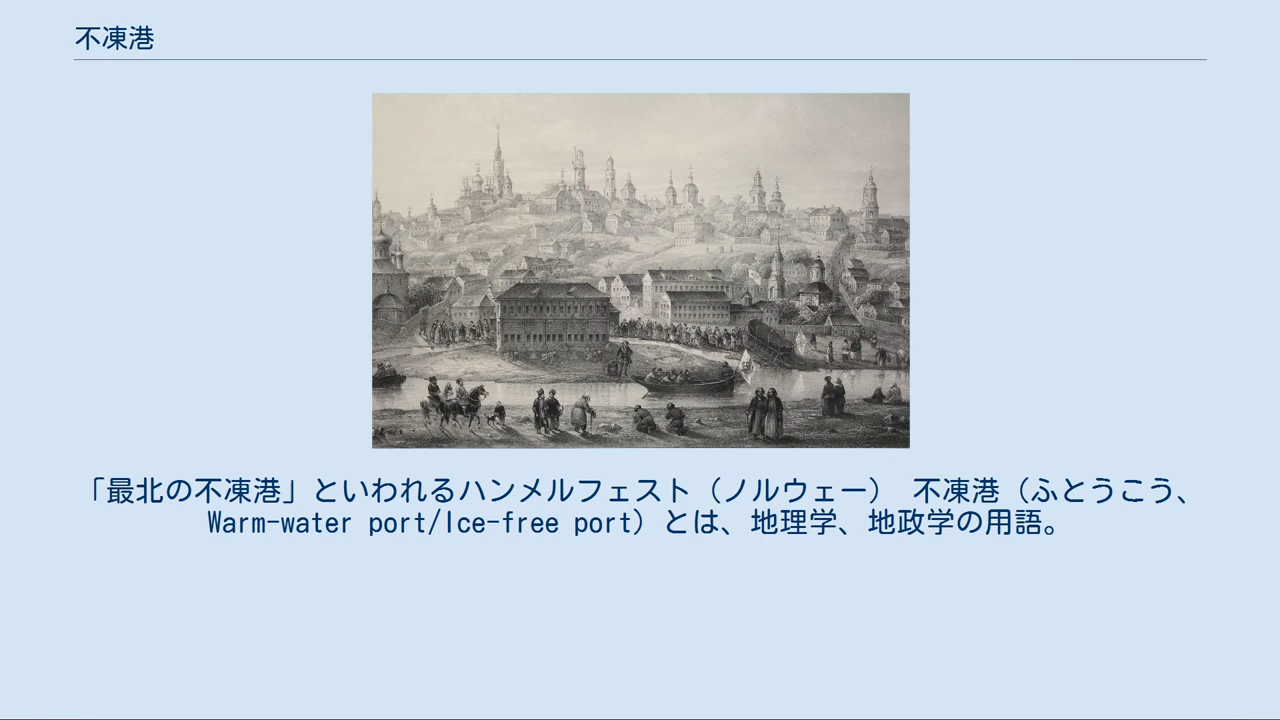 不凍港
「最北の不凍港」といわれるハンメルフェスト（ノルウェー） 不凍港（ふとうこう、
Warm-water port/Ice-free port）とは、地理学、地政学の用語。